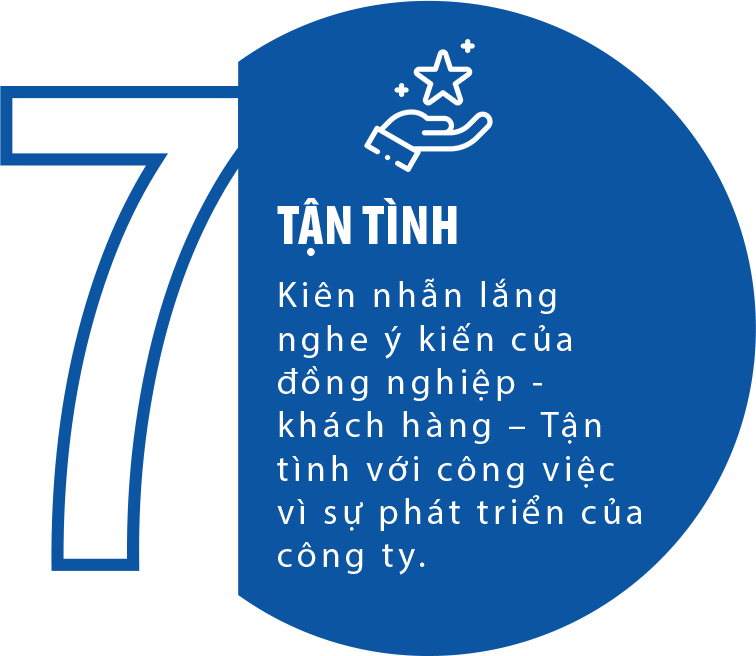 7
TẬN TÌNH
Kiên nhẫn lắng
nghe ý kiến của
đồng nghiệp -
khách hàng – Tận
tình với công việc
vì sự phát triển của
công ty.